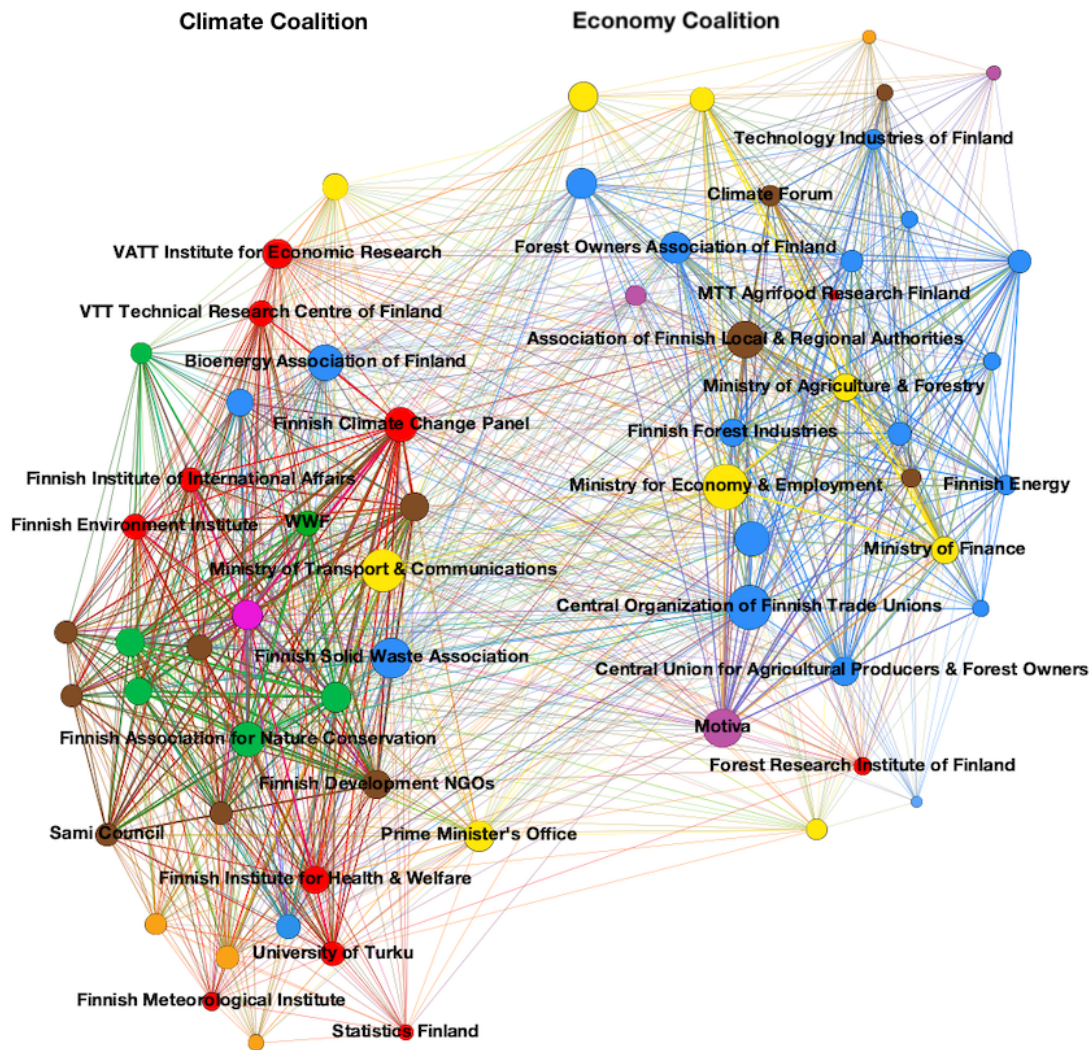 Climate Coalition
Economy Coalition
Technology Industries of Finland
Climate Forum
Forest Owners Association of Finland
VATT Institute for Economic Research
MTT Agrifood Research Finland
VTT Technical Research Centre of Finland
Association of Finnish Local & Regional Authorities
Bioenergy Association of Finland
Ministry of Agriculture & Forestry
Finnish Climate Change Panel
Finnish Forest Industries
Finnish Institute of International Affairs
Ministry for Economy & Employment
Finnish Energy
Finnish Environment Institute
WWF
Ministry of Finance
Ministry of Transport & Communications
Central Organization of Finnish Trade Unions
Finnish Solid Waste Association
Central Union for Agricultural Producers & Forest Owners
Motiva
Finnish Association for Nature Conservation
Forest Research Institute of Finland
Finnish Development NGOs
Sami Council
Prime Minister's Office
Finnish Institute for Health & Welfare
University of Turku
Finnish Meteorological Institute
Statistics Finland